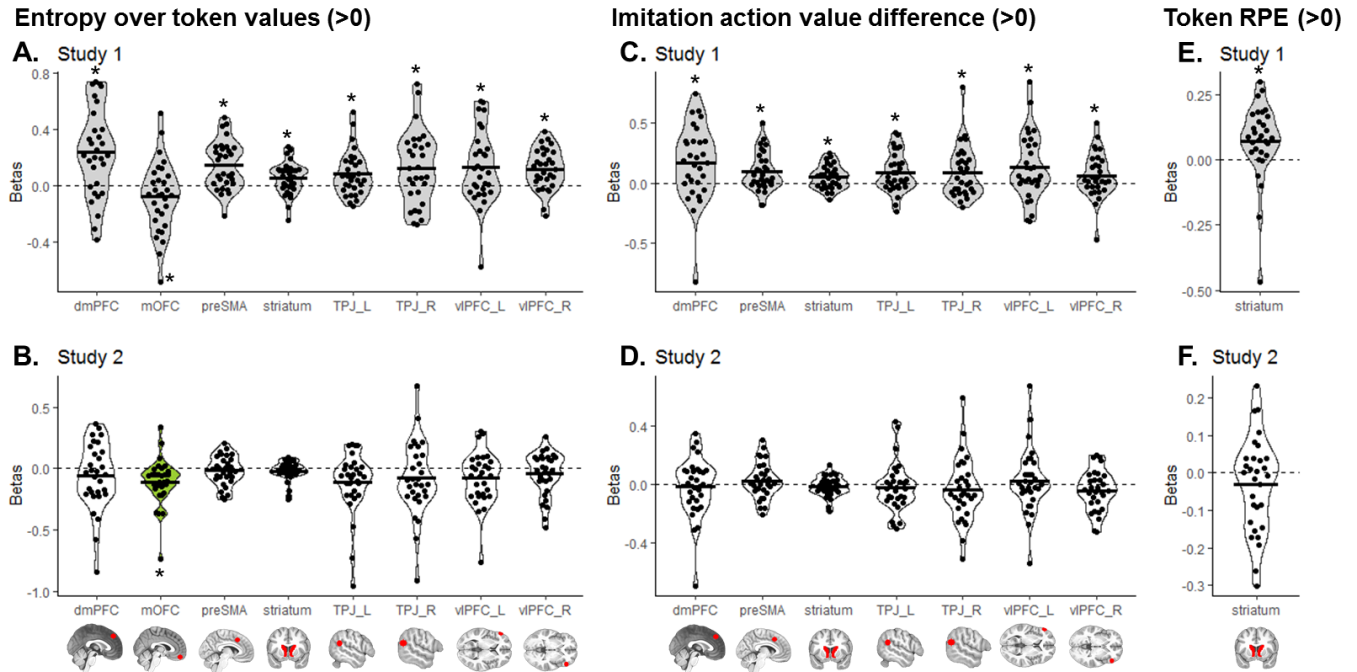 Entropy over token values (>0)
Imitation action value difference (>0)
Token RPE (>0)
A. Study 1
*
*
*
*
*
*
*
*
Betas
0.8
0.4
0.0
-0.4
dmPFC mOFC preSMA striatum TPJ_L TPJ_R vlPFC_L vlPFC_R
C. Study 1
*
*
*
*
*
*
*
Betas
0.5
0.0
-0.5
dmPFC preSMA striatum TPJ_L TPJ_R vlPFC_L vlPFC_R
E. Study 1
*
Betas
0.25
0.00
-0.25
-0.50
striatum
B. Study 2
Betas
0.5
0.0
-0.5
-1.0
*
dmPFC mOFC preSMA striatum TPJ_L TPJ_R vlPFC_L vlPFC_R
D. Study 2
Betas
0.4
0.0
-0.4
dmPFC preSMA striatum TPJ_L TPJ_R vlPFC_L vlPFC_R
F. Study 2
Betas
0.2
0.1
0.0
-0.1
-0.2
-0.3
striatum